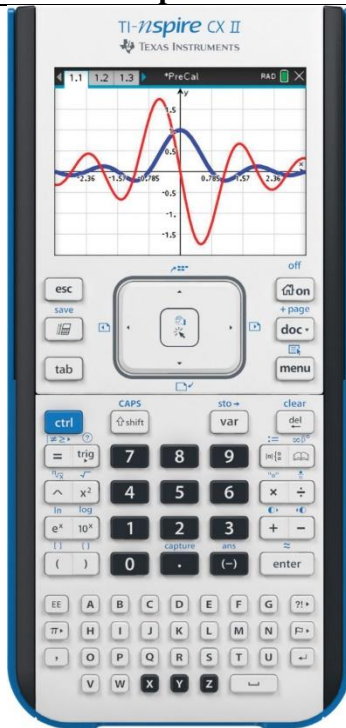 TI-nspire CX II
TEXAS INSTRUMENTS
1.1 1.2 1.3 *PreCal RAD
y
1.5
1
0.5
x
-2.36 -1.57 -0.785 0.785 1.57 2.36
-0.5
-1.
-1.5
off
esc on
save + page
doc
tab menu
CAPS sto→ clear
ctrl shift var del
≠≥ ? :=
= trig 7 8 9
n√x √
^ x² 4 5 6 × ÷
ln log
eˣ 10ˣ 1 2 3 + −
[ ] { } capture ans ≈
( ) 0 . (−) enter
EE A B C D E F G ?!
π H I J K L M N
, O P Q R S T U
V W X Y Z